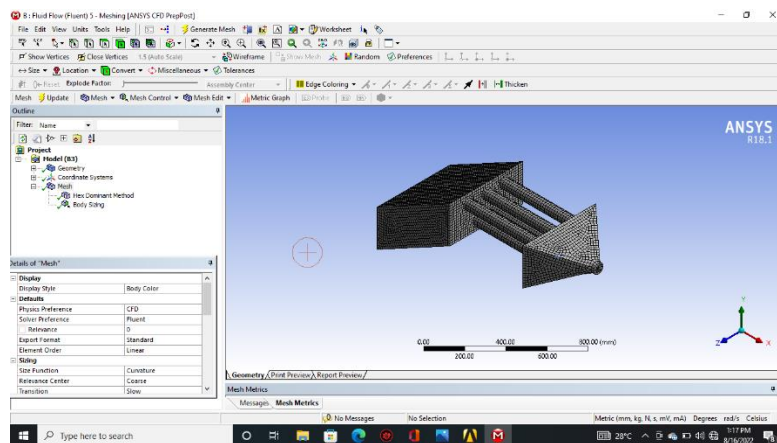 B : Fluid Flow (Fluent) 5 - Meshing [ANSYS CFD PrepPost]
File Edit View Units Tools Help Generate Mesh Worksheet
Show Vertices Close Vertices 1.5 (Auto Scale) Wireframe Show Mesh Random Preferences
Size Location Convert Miscellaneous Tolerances
Reset Explode Factor: Assembly Center Edge Coloring Thicken
Mesh Update Mesh Mesh Control Mesh Edit Metric Graph Probe
Outline
Filter: Name
Project
Model (B3)
Geometry
Coordinate Systems
Mesh
Hex Dominant Method
Body Sizing
ANSYS
R18.1
Details of "Mesh"
Display
Display Style Body Color
Defaults
Physics Preference CFD
Solver Preference Fluent
Relevance 0
Export Format Standard
Element Order Linear
Sizing
Size Function Curvature
Relevance Center Coarse
Transition Slow
0.00 400.00 800.00 (mm)
200.00 600.00
Y
Z X
Geometry Print Preview Report Preview
Mesh Metrics
Messages Mesh Metrics
No Messages No Selection Metric (mm, kg, N, s, mV, mA) Degrees rad/s Celsius
Type here to search
28°C
1:17 PM
8/16/2022